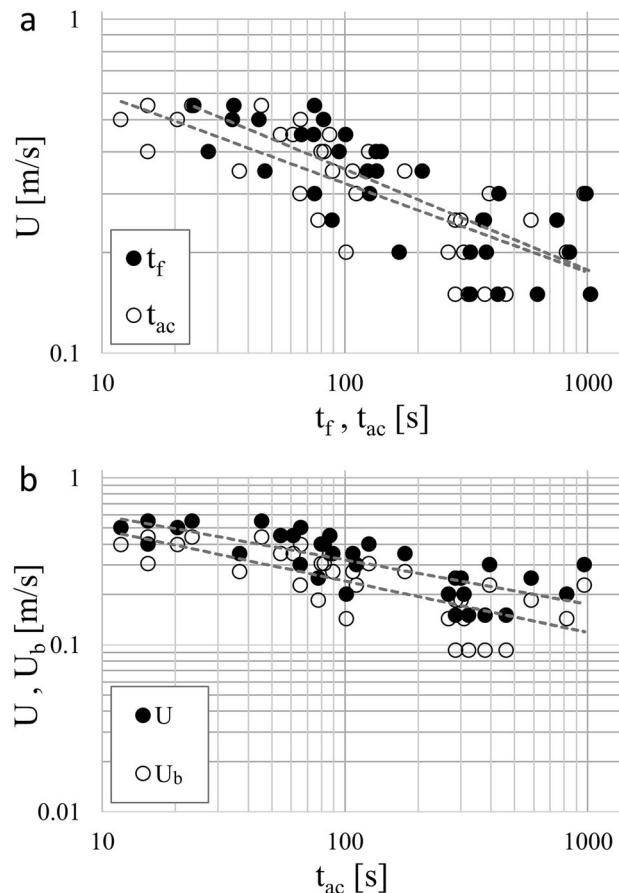 a
1
U [m/s]
t_f
t_ac
0.1
10
100
1000
t_f , t_ac [s]
b
1
U , U_b [m/s]
0.1
U
U_b
0.01
10
100
1000
t_ac [s]